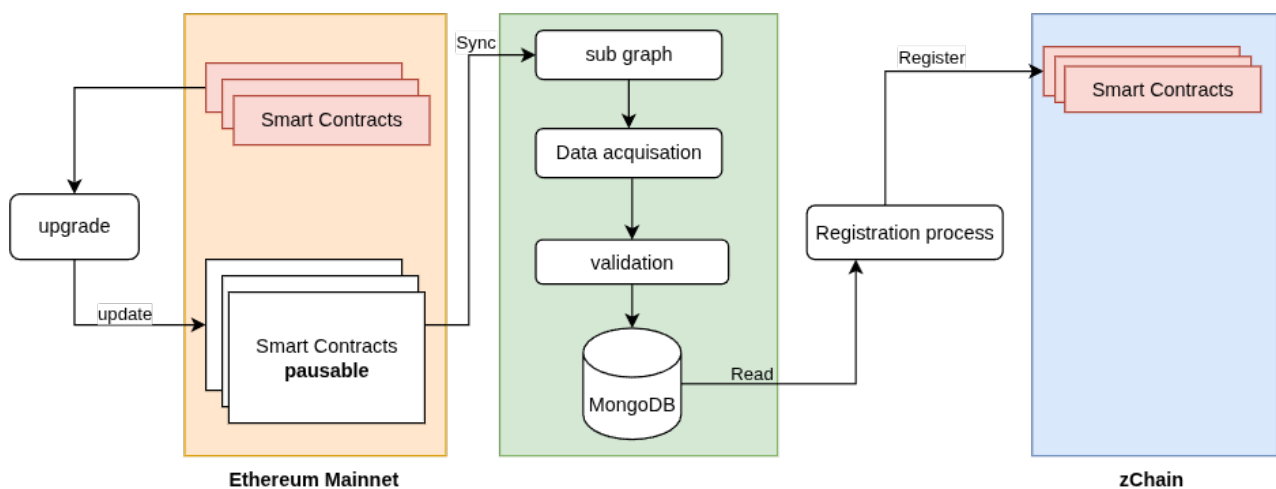 Smart Contracts
upgrade
update
Smart Contracts
pausable
Ethereum Mainnet
Sync
sub graph
Data acquisation
validation
MongoDB
Read
Registration process
Register
Smart Contracts
zChain